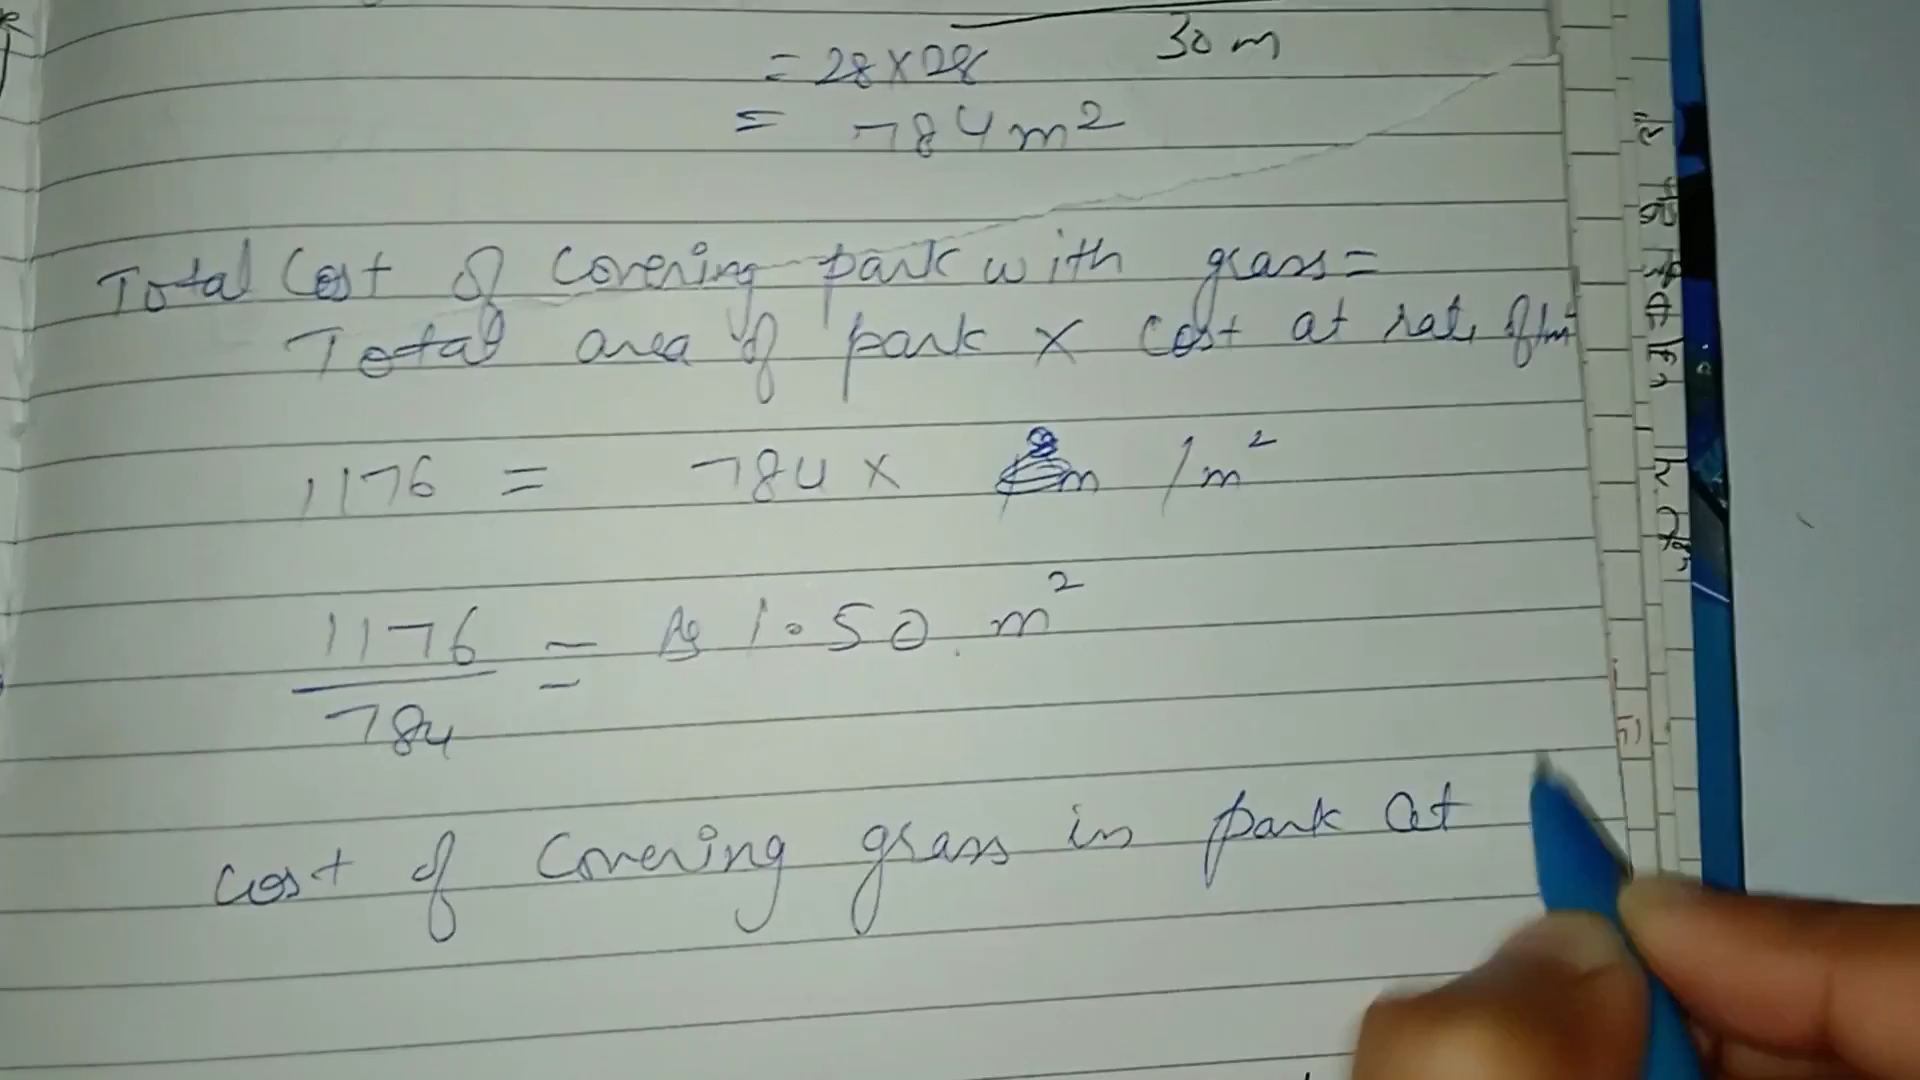 30 m
= 28 × 28
= 784 m²
Total Cost of Covering park with grass =
Total area of park × Cost at rate of
1176 = 784 × /m²
1176
784
= Rs 1.50 m²
Cost of Covering grass in park at